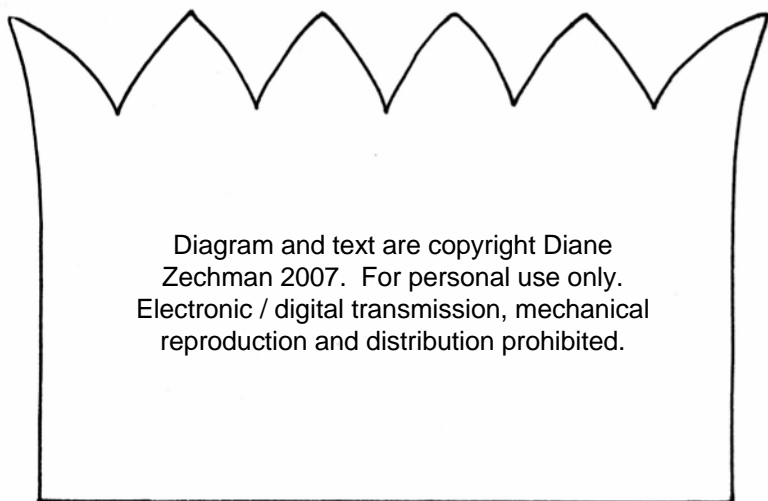 Diagram and text are copyright Diane
Zechman 2007.  For personal use only.
Electronic / digital transmission, mechanical
reproduction and distribution prohibited.